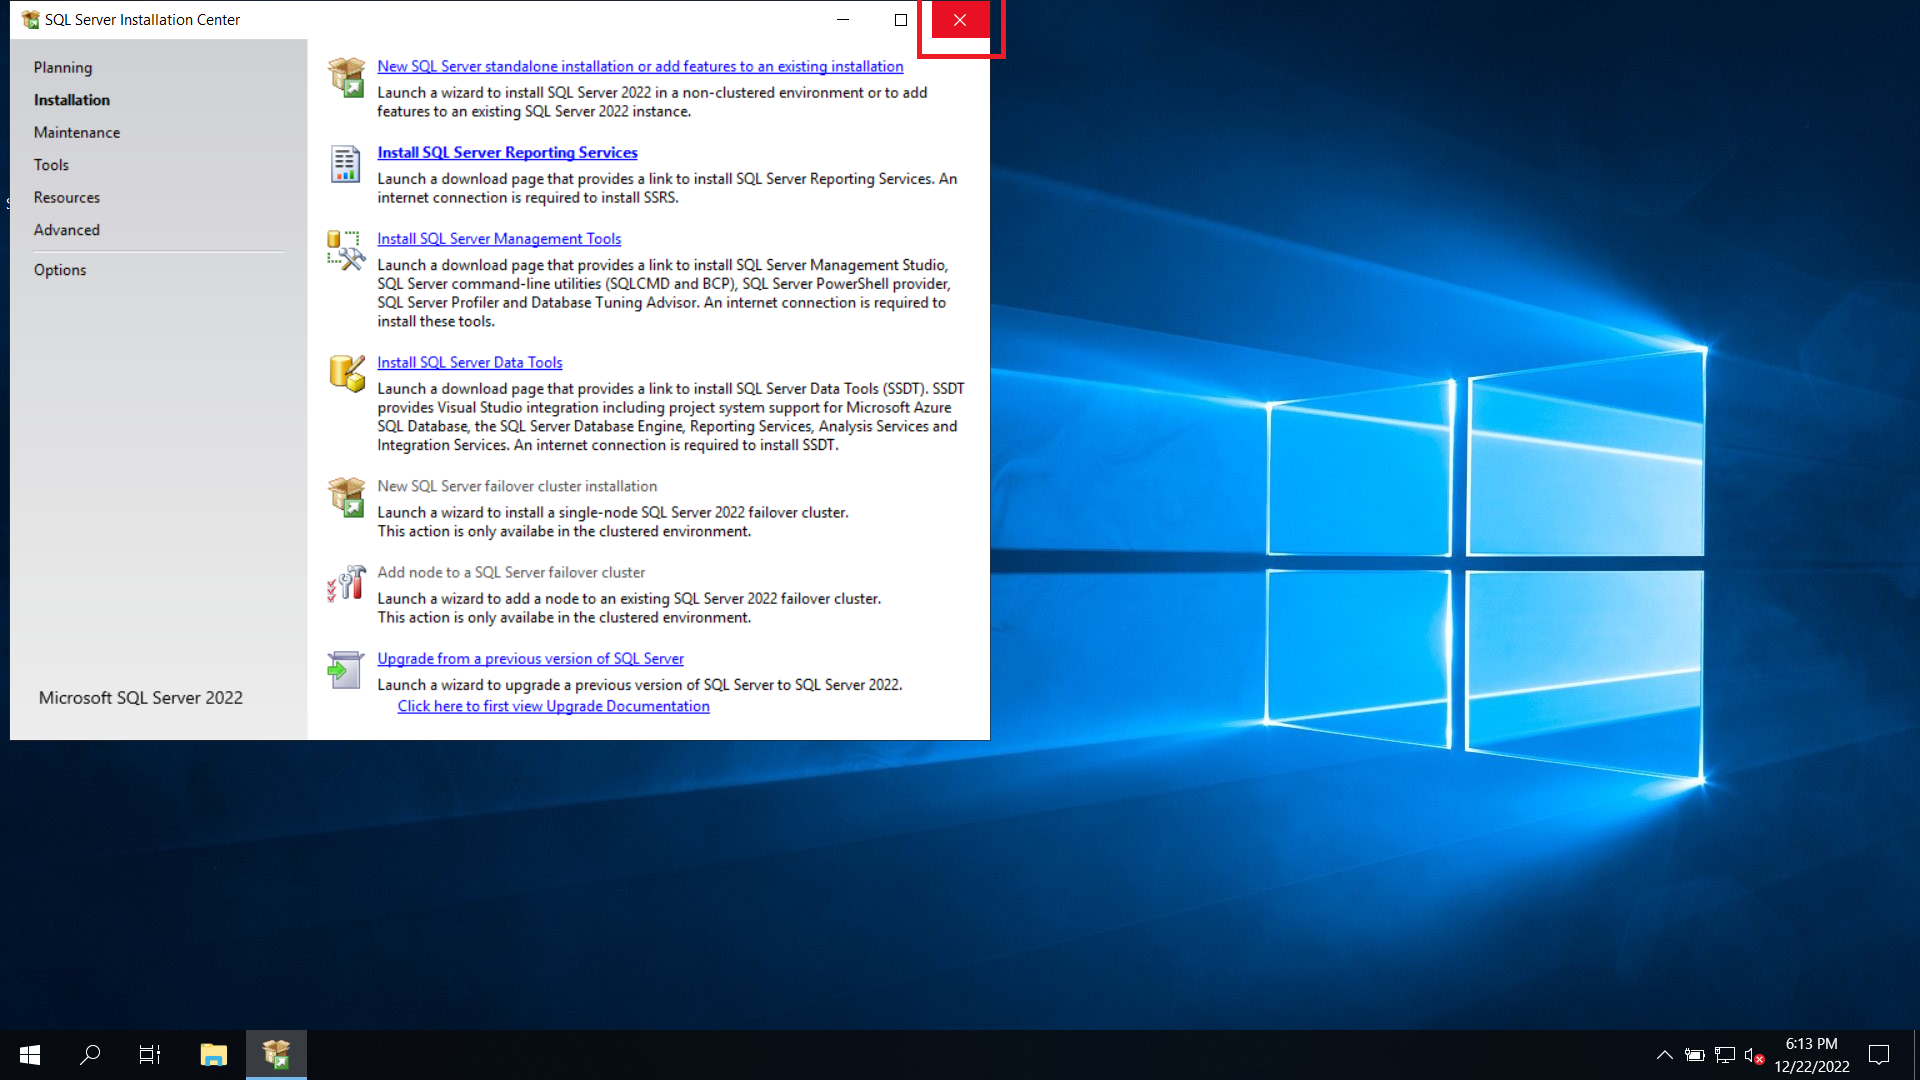 SQL Server Installation Center
Planning
Installation
Maintenance
Tools
Resources
Advanced
Options
Microsoft SQL Server 2022
New SQL Server standalone installation or add features to an existing installation
Launch a wizard to install SQL Server 2022 in a non-clustered environment or to add
features to an existing SQL Server 2022 instance.
Install SQL Server Reporting Services
Launch a download page that provides a link to install SQL Server Reporting Services. An
internet connection is required to install SSRS.
Install SQL Server Management Tools
Launch a download page that provides a link to install SQL Server Management Studio,
SQL Server command-line utilities (SQLCMD and BCP), SQL Server PowerShell provider,
SQL Server Profiler and Database Tuning Advisor. An internet connection is required to
install these tools.
Install SQL Server Data Tools
Launch a download page that provides a link to install SQL Server Data Tools (SSDT). SSDT
provides Visual Studio integration including project system support for Microsoft Azure
SQL Database, the SQL Server Database Engine, Reporting Services, Analysis Services and
Integration Services. An internet connection is required to install SSDT.
New SQL Server failover cluster installation
Launch a wizard to install a single-node SQL Server 2022 failover cluster.
This action is only availabe in the clustered environment.
Add node to a SQL Server failover cluster
Launch a wizard to add a node to an existing SQL Server 2022 failover cluster.
This action is only availabe in the clustered environment.
Upgrade from a previous version of SQL Server
Launch a wizard to upgrade a previous version of SQL Server to SQL Server 2022.
Click here to first view Upgrade Documentation
6:13 PM
12/22/2022